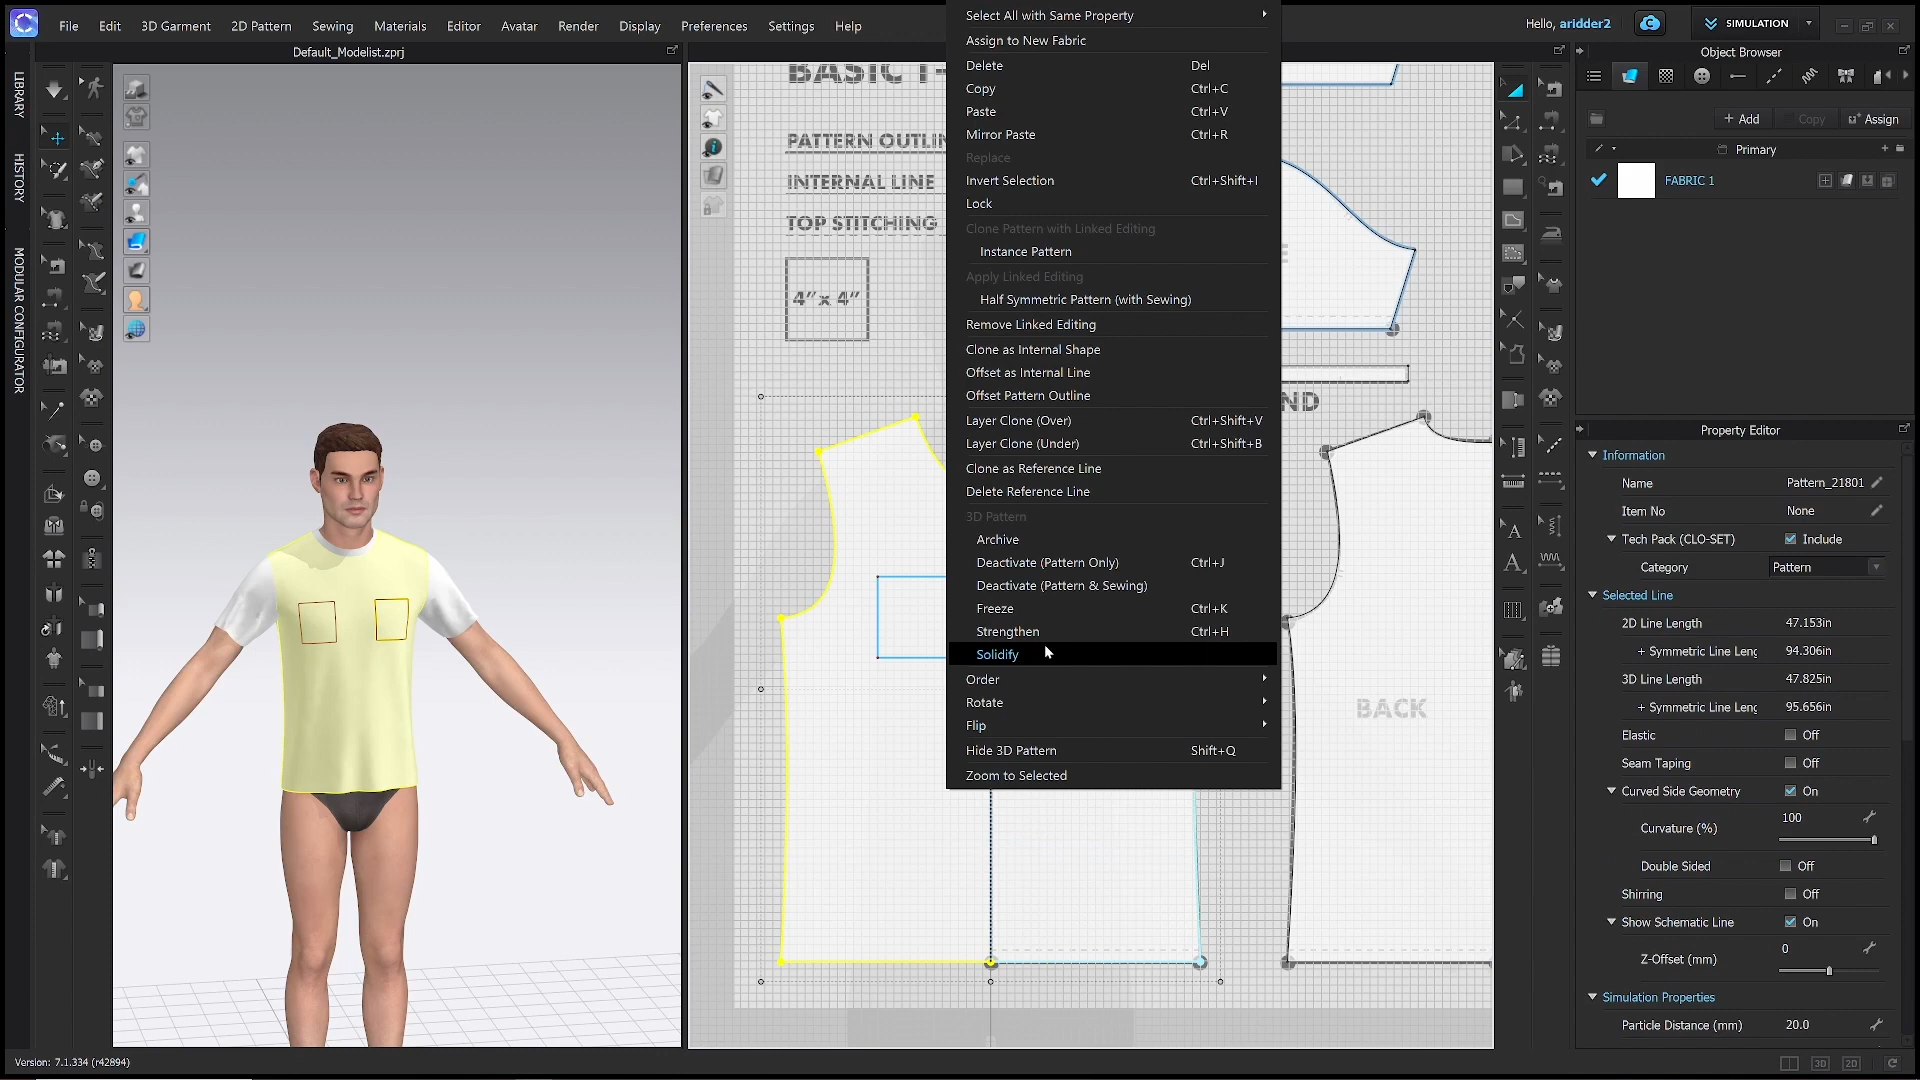 File
Edit
3D Garment
2D Pattern
Sewing
Materials
Editor
Avatar
Render
Display
Preferences
Settings
Help
Hello, aridder2
SIMULATION
Default_Modelist.zprj
LIBRARY
HISTORY
MODULAR CONFIGURATOR
BASIC T-
PATTERN OUTLIN
INTERNAL LINE
TOP STITCHING
4"x 4"
ND
E
BACK
Select All with Same Property
Assign to New Fabric
Delete Del
Copy Ctrl+C
Paste Ctrl+V
Mirror Paste Ctrl+R
Replace
Invert Selection Ctrl+Shift+I
Lock
Clone Pattern with Linked Editing
Instance Pattern
Apply Linked Editing
Half Symmetric Pattern (with Sewing)
Remove Linked Editing
Clone as Internal Shape
Offset as Internal Line
Offset Pattern Outline
Layer Clone (Over) Ctrl+Shift+V
Layer Clone (Under) Ctrl+Shift+B
Clone as Reference Line
Delete Reference Line
3D Pattern
Archive
Deactivate (Pattern Only) Ctrl+J
Deactivate (Pattern & Sewing)
Freeze Ctrl+K
Strengthen Ctrl+H
Solidify
Order
Rotate
Flip
Hide 3D Pattern Shift+Q
Zoom to Selected
Object Browser
+ Add
Copy
Assign
Primary
FABRIC 1
Property Editor
Information
Name Pattern_21801
Item No None
Tech Pack (CLO-SET) Include
Category Pattern
Selected Line
2D Line Length 47.153in
+ Symmetric Line Leng 94.306in
3D Line Length 47.825in
+ Symmetric Line Leng 95.656in
Elastic Off
Seam Taping Off
Curved Side Geometry On
Curvature (%) 100
Double Sided Off
Shirring Off
Show Schematic Line On
0
Z-Offset (mm)
Simulation Properties
Particle Distance (mm) 20.0
Version: 7.1.334 (r42894)
3D
2D